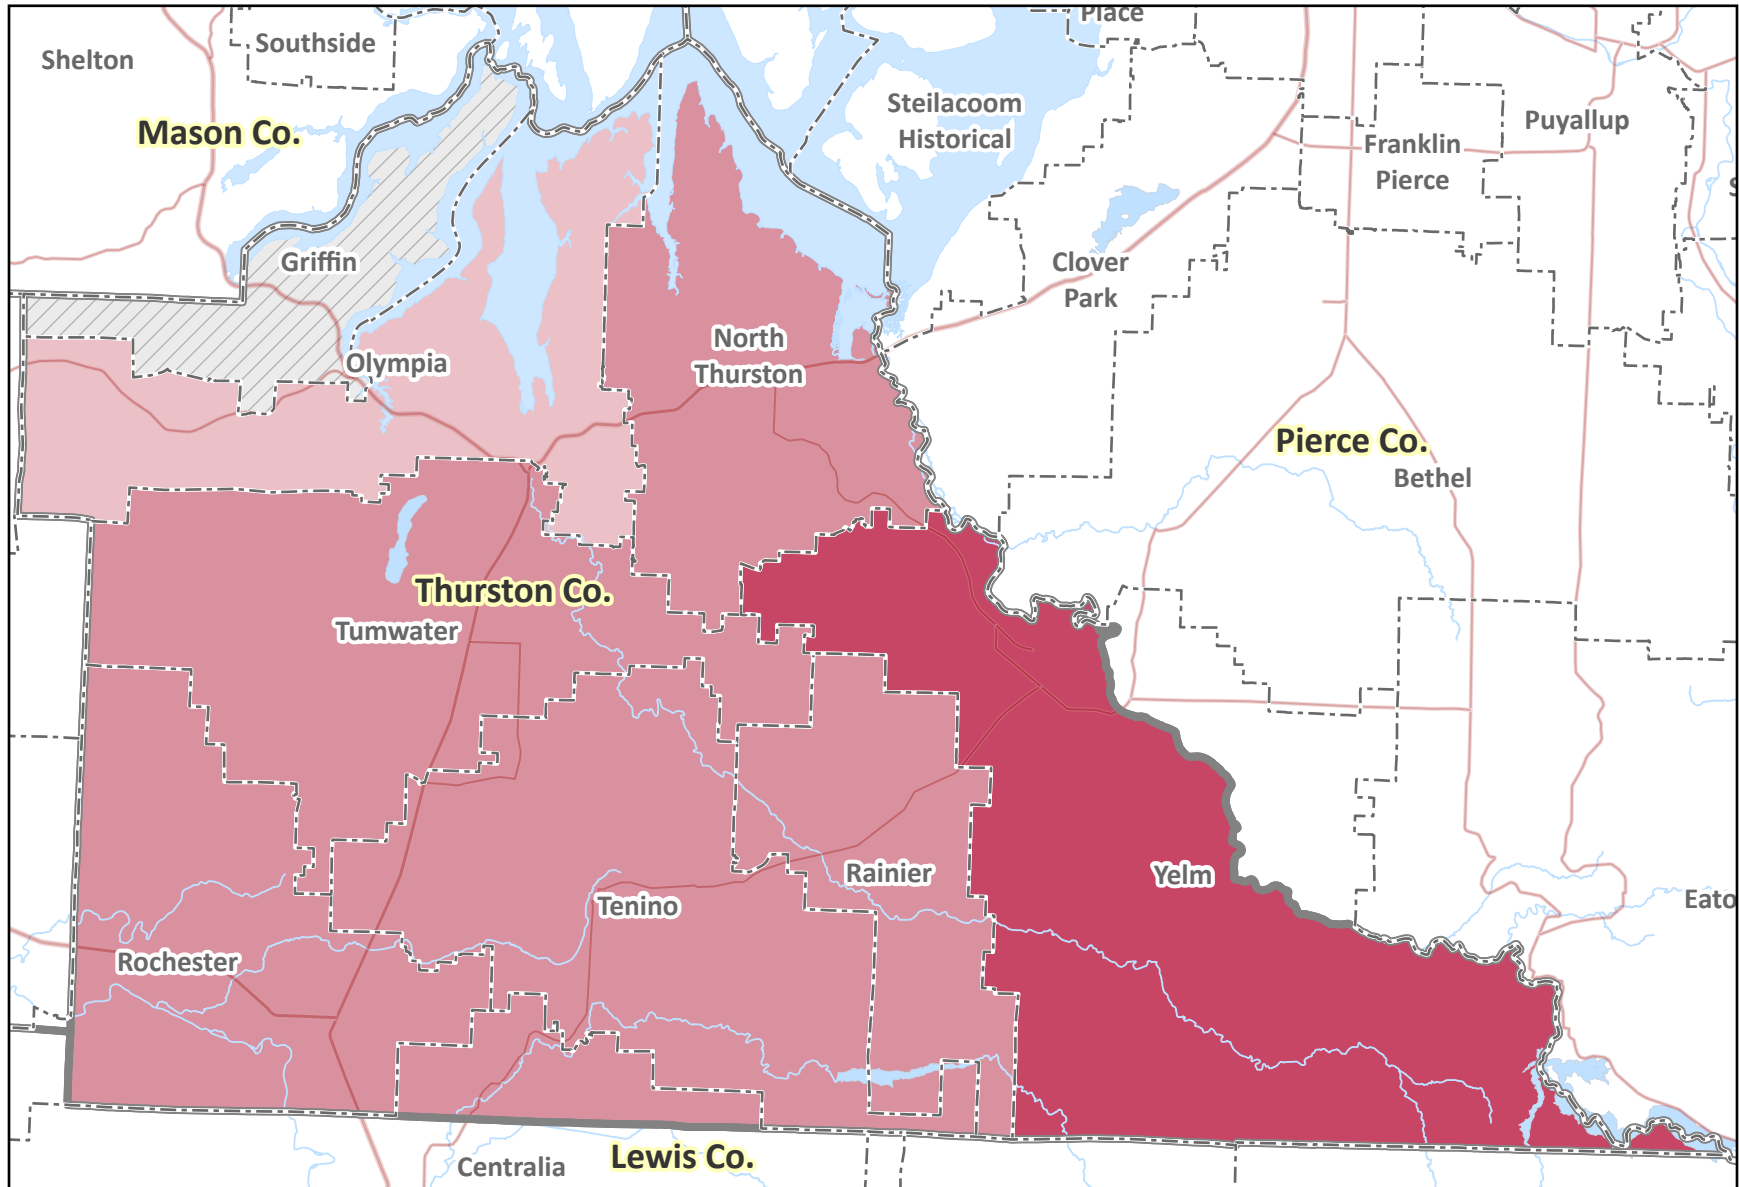 Place
Southside
Shelton
Steilacoom
Historical
Puyallup
Mason Co.
Franklin
Pierce
Griffin
Clover
Park
North
Thurston
Olympia
Pierce Co.
Bethel
Thurston Co.
Tumwater
Rainier
Yelm
Tenino
Eato
Rochester
Lewis Co.
Centralia